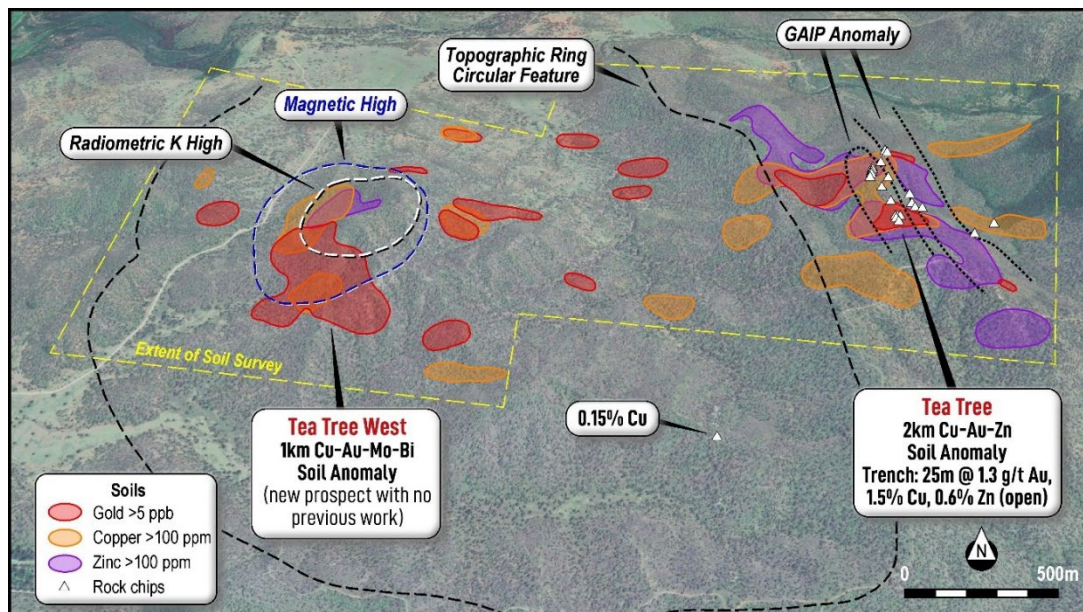 GAIP Anomaly
Topographic Ring
Circular Feature
Magnetic High
Radiometric K High
Extent of Soil Survey
Tea Tree West
1km Cu-Au-Mo-Bi
Soil Anomaly
(new prospect with no
previous work)
0.15% Cu
Tea Tree
2km Cu-Au-Zn
Soil Anomaly
Trench: 25m @ 1.3 g/t Au,
1.5% Cu, 0.6% Zn (open)
Soils
Gold >5 ppb
Copper >100 ppm
Zinc >100 ppm
Rock chips
N
0 500m